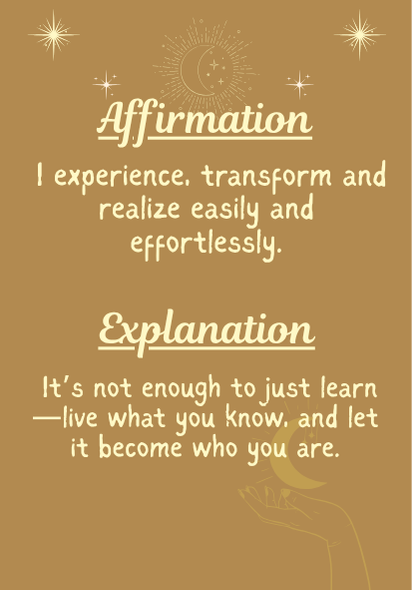 Affirmation
I experience, transform and
realize easily and
effortlessly.
Explanation
It's not enough to just learn
—live what you know, and let
it become who you are.